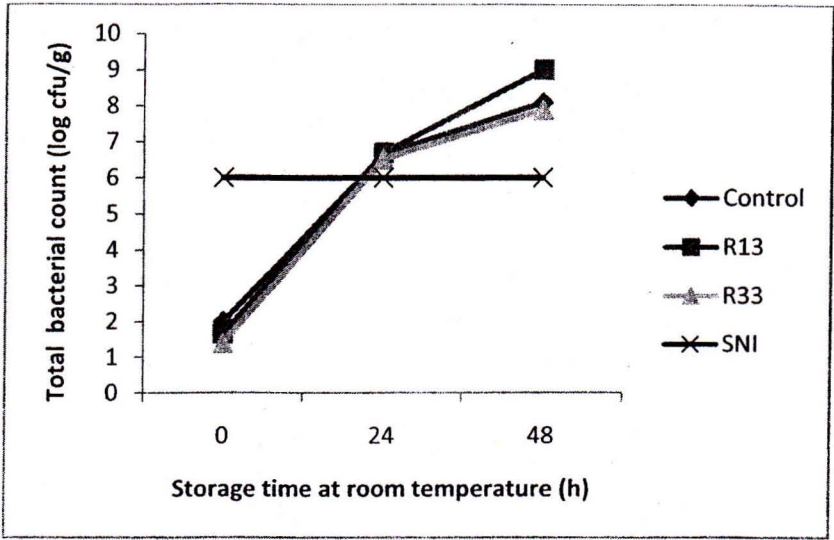 10
9
8
7
6
5
4
3
2
1
0
Total bacterial count (log cfu/g)
0 24 48
Storage time at room temperature (h)
Control
R13
R33
SNI